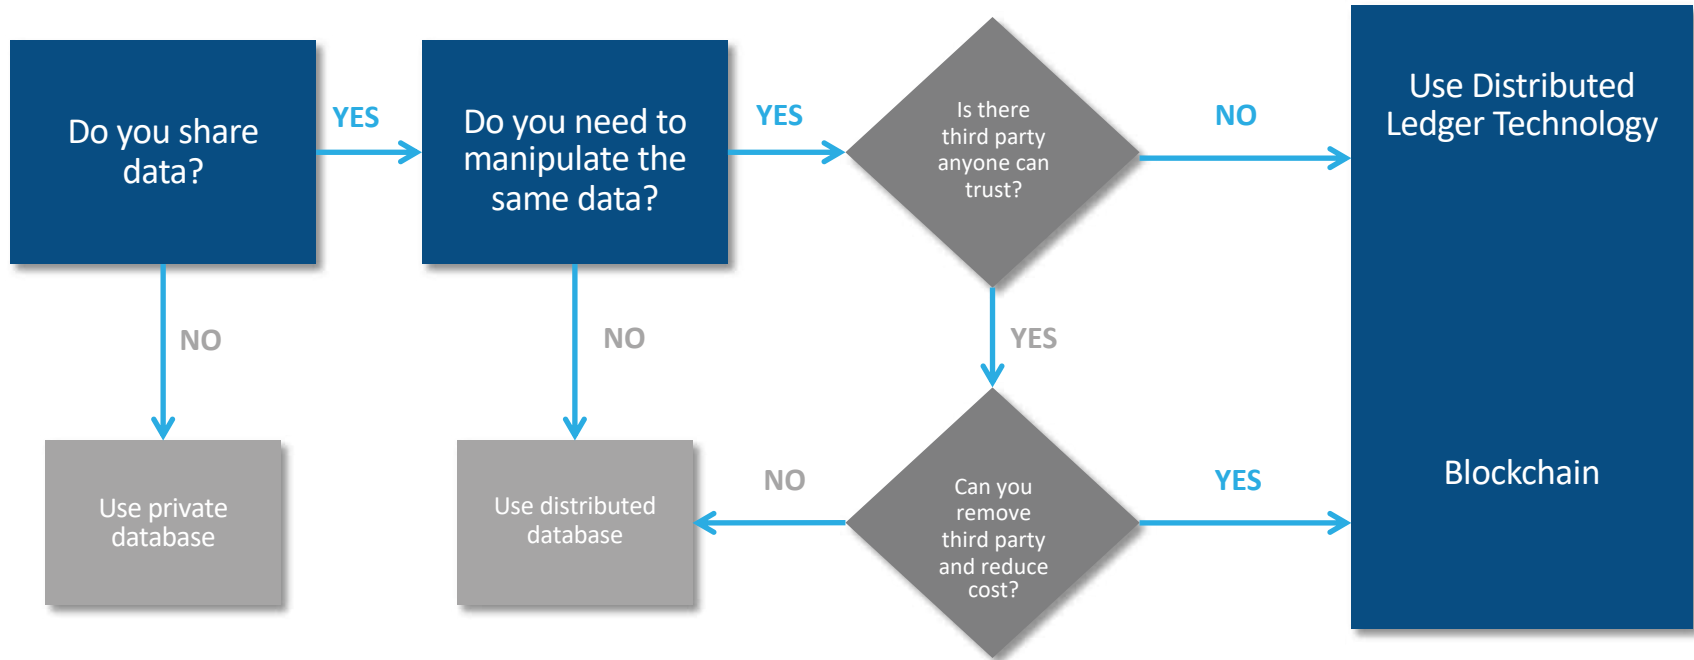 Do you share
data?
YES
Do you need to
manipulate the
same data?
YES
Is there
third party
anyone can
trust?
NO
Use Distributed
Ledger Technology
NO
NO
YES
Use private
database
Use distributed
database
NO
Can you
remove
third party
and reduce
cost?
YES
Blockchain